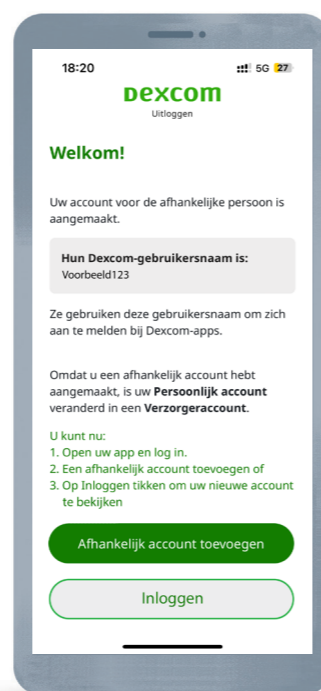 18:20 5G 27
Dexcom
Uitloggen
Welkom!
Uw account voor de afhankelijke persoon is
aangemaakt.
Hun Dexcom-gebruikersnaam is:
Voorbeeld123
Ze gebruiken deze gebruikersnaam om zich
aan te melden bij Dexcom-apps.
Omdat u een afhankelijk account hebt
aangemaakt, is uw Persoonlijk account
veranderd in een Verzorgeraccount.
U kunt nu:
1. Open uw app en log in.
2. Een afhankelijk account toevoegen of
3. Op Inloggen tikken om uw nieuwe account
te bekijken
Afhankelijk account toevoegen
Inloggen